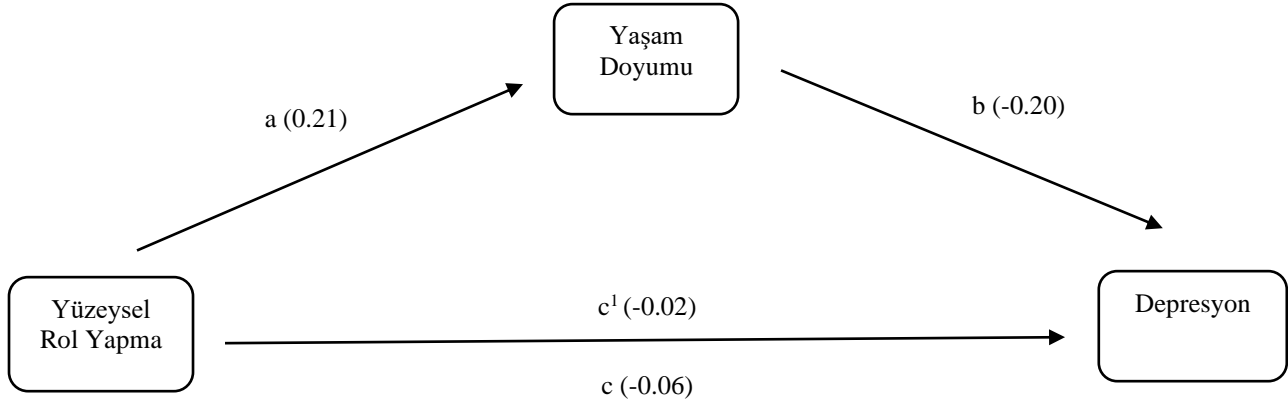 Yaşam
Doyumu
a (0.21)
b (-0.20)
Yüzeysel
Rol Yapma
c¹ (-0.02)
c (-0.06)
Depresyon